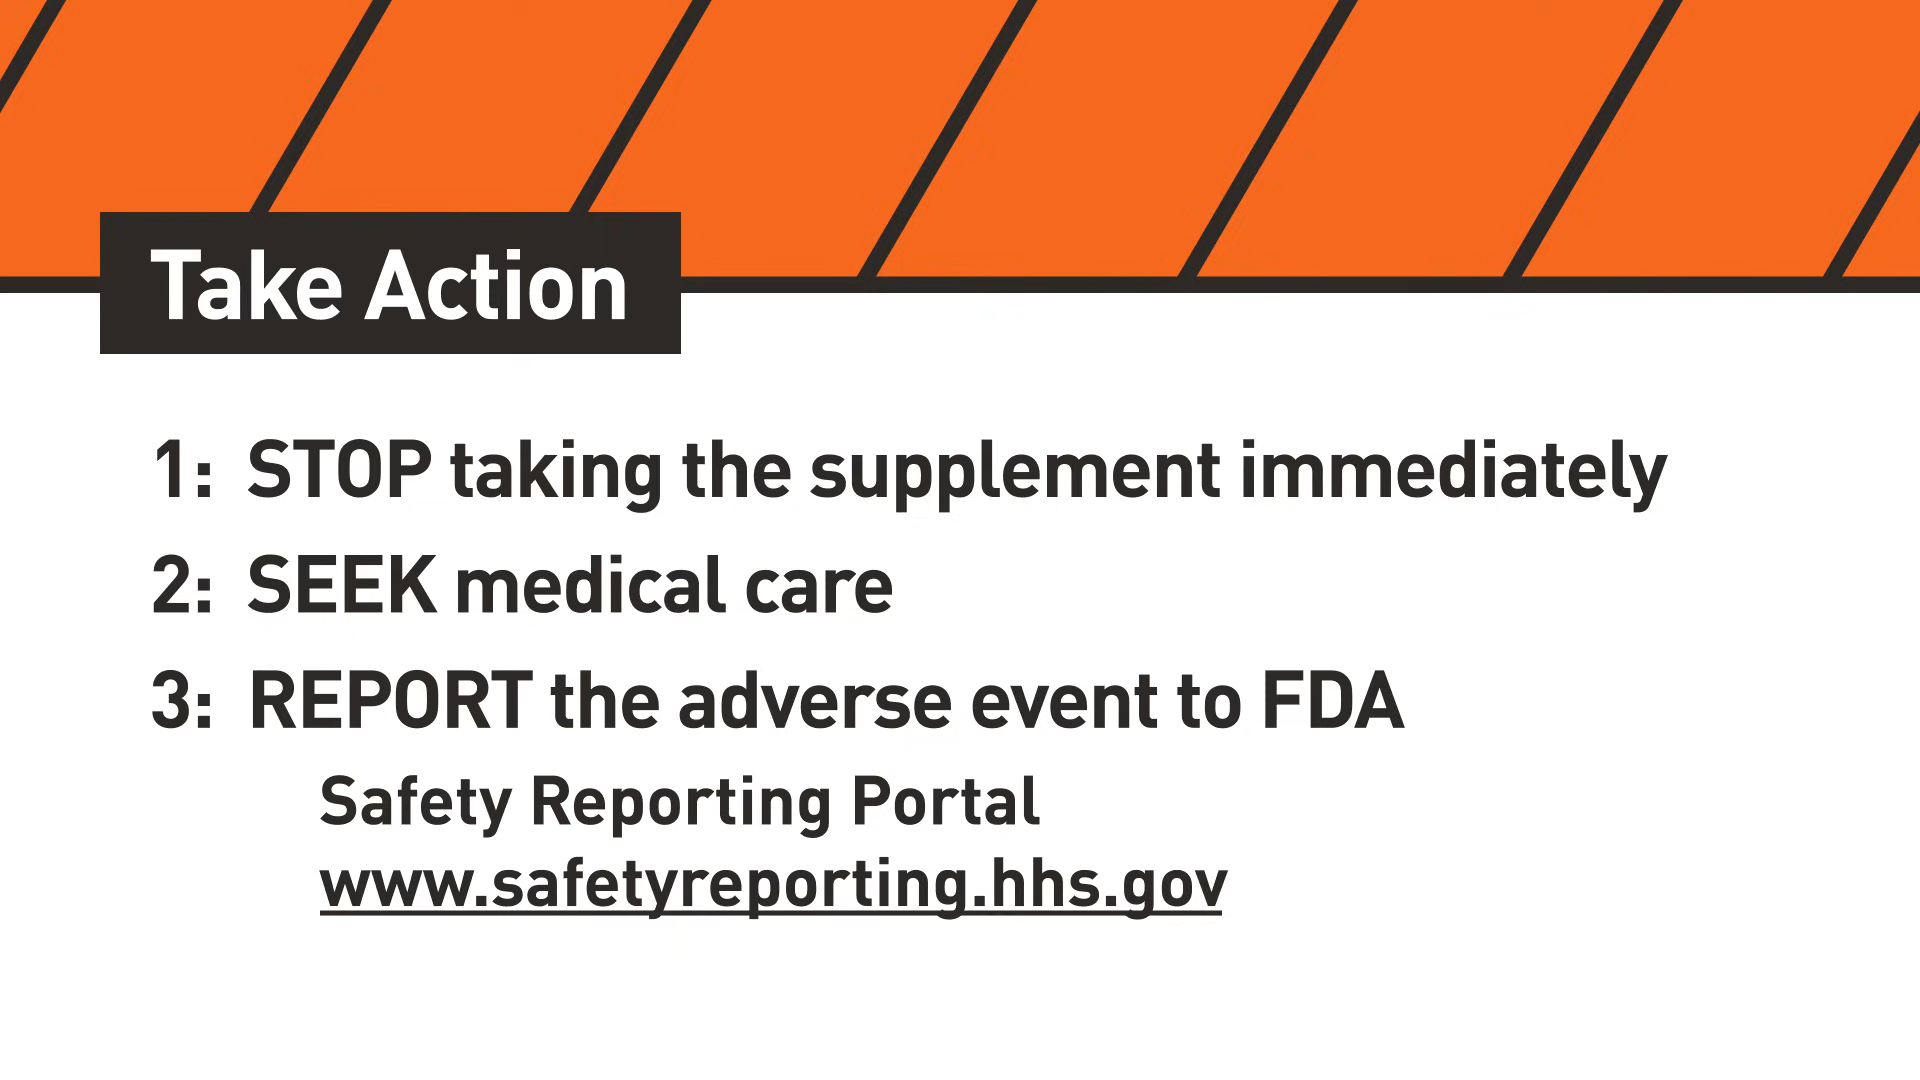 Take Action
1: STOP taking the supplement immediately
2: SEEK medical care
3: REPORT the adverse event to FDA
Safety Reporting Portal
www.safetyreporting.hhs.gov